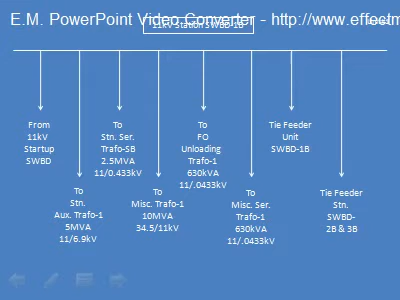 E.M. PowerPoint Video Converter - http://www.effectm
11kV Station SWBD-1B
From
11kV
Startup
SWBD
To
Stn.
Aux. Trafo-1
5MVA
11/6.9kV
To
Stn. Ser.
Trafo-SB
2.5MVA
11/0.433kV
To
Misc. Trafo-1
10MVA
34.5/11kV
To
FO
Unloading
Trafo-1
630kVA
11/.0433kV
To
Misc. Ser.
Trafo-1
630kVA
11/.0433kV
Tie Feeder
Unit
SWBD-1B
Tie Feeder
Stn.
SWBD-
2B & 3B